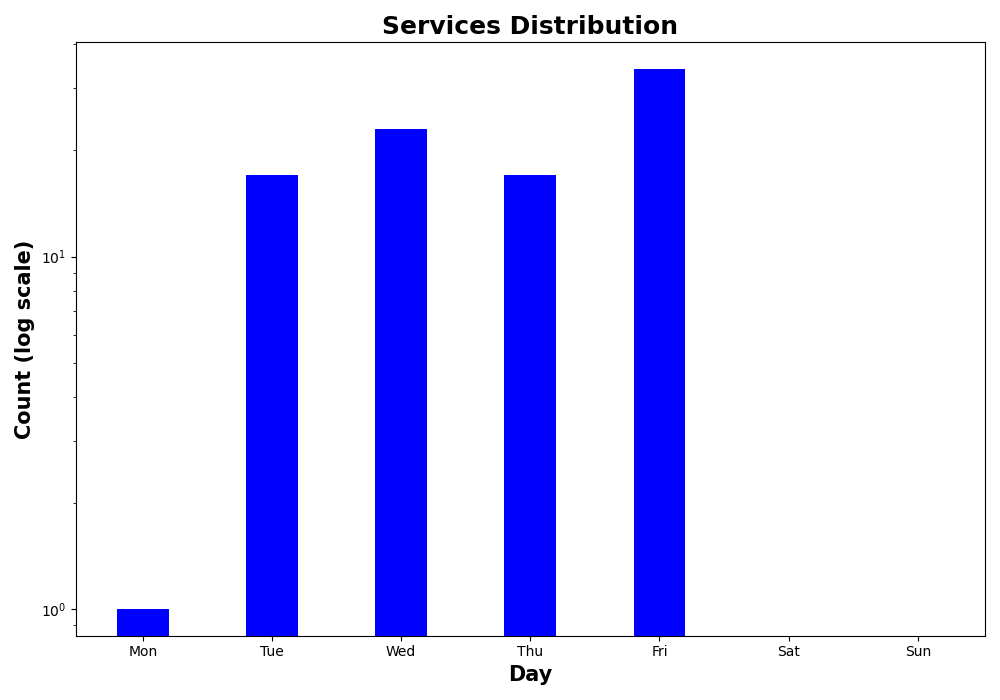 Services Distribution
Count (log scale)
10¹
10⁰
Mon Tue Wed Thu Fri Sat Sun
Day